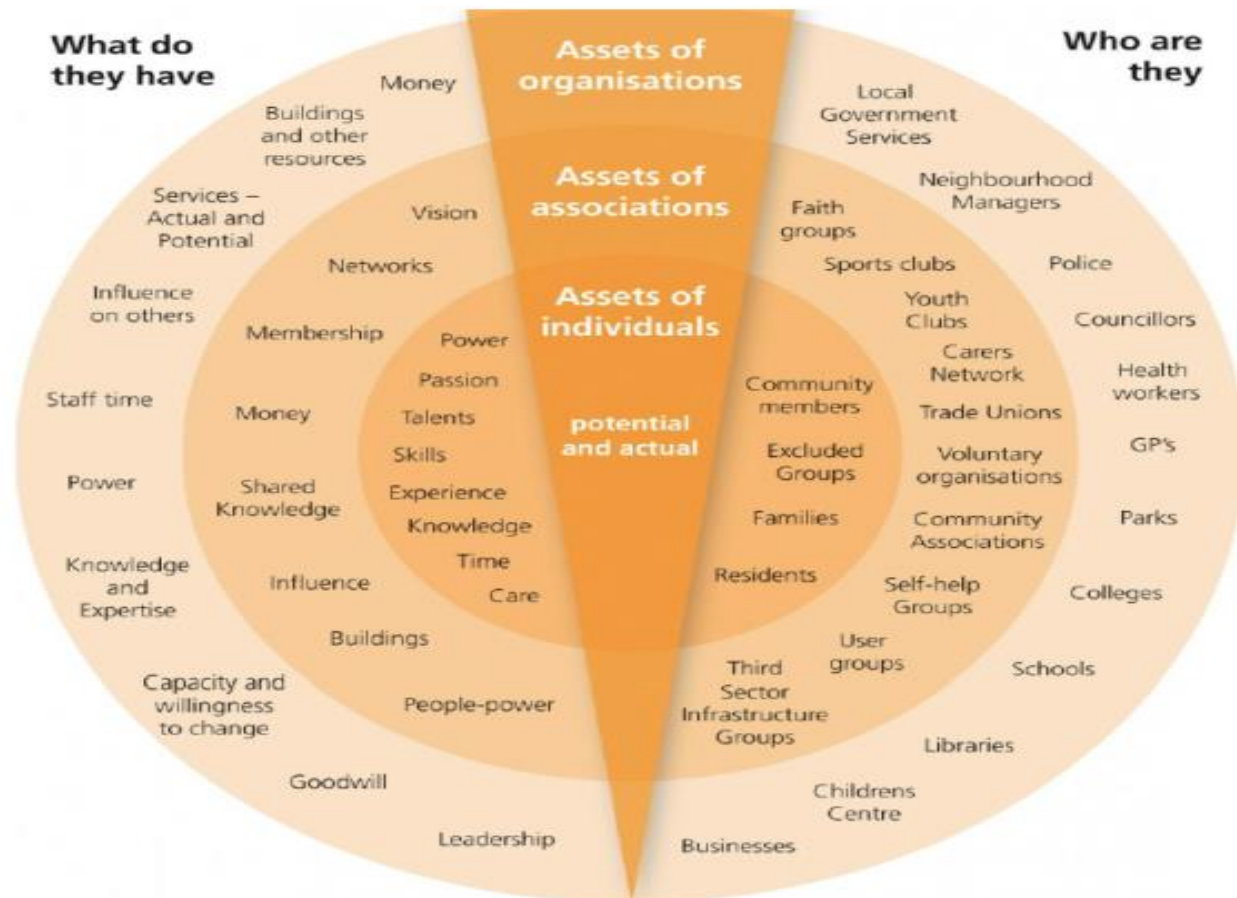 What do
they have
Assets of
organisations
Who are
they
Money
Buildings
and other
resources
Services –
Actual and
Potential
Influence
on others
Staff time
Power
Knowledge
and
Expertise
Capacity and
willingness
to change
Goodwill
Leadership
Assets of
associations
Vision
Networks
Membership
Money
Shared
Knowledge
Influence
Buildings
People-power
Assets of
individuals
Power
Passion
Talents
Skills
Experience
Knowledge
Time
Care
potential
and actual
Community
members
Excluded
Groups
Families
Residents
Faith
groups
Sports clubs
Youth
Clubs
Carers
Network
Trade Unions
Voluntary
organisations
Community
Associations
Self-help
Groups
User
groups
Third
Sector
Infrastructure
Groups
Local
Government
Services
Neighbourhood
Managers
Police
Councillors
Health
workers
GP's
Parks
Colleges
Schools
Libraries
Childrens
Centre
Businesses